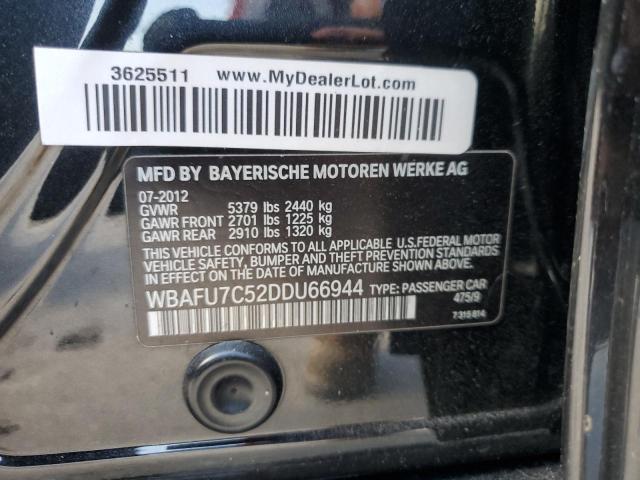 3625511 www.MyDealerLot.com
MFD BY BAYERISCHE MOTOREN WERKE AG
07-2012
GVWR 5379 lbs 2440 kg
GAWR FRONT 2701 lbs 1225 kg
GAWR REAR 2910 lbs 1320 kg
THIS VEHICLE CONFORMS TO ALL APPLICABLE U.S.FEDERAL MOTOR
VEHICLE SAFETY, BUMPER AND THEFT PREVENTION STANDARDS IN
EFFECT ON THE DATE OF MANUFACTURE SHOWN ABOVE.
WBAFU7C52DDU66944 TYPE: PASSENGER CAR
475/9
7 315 814